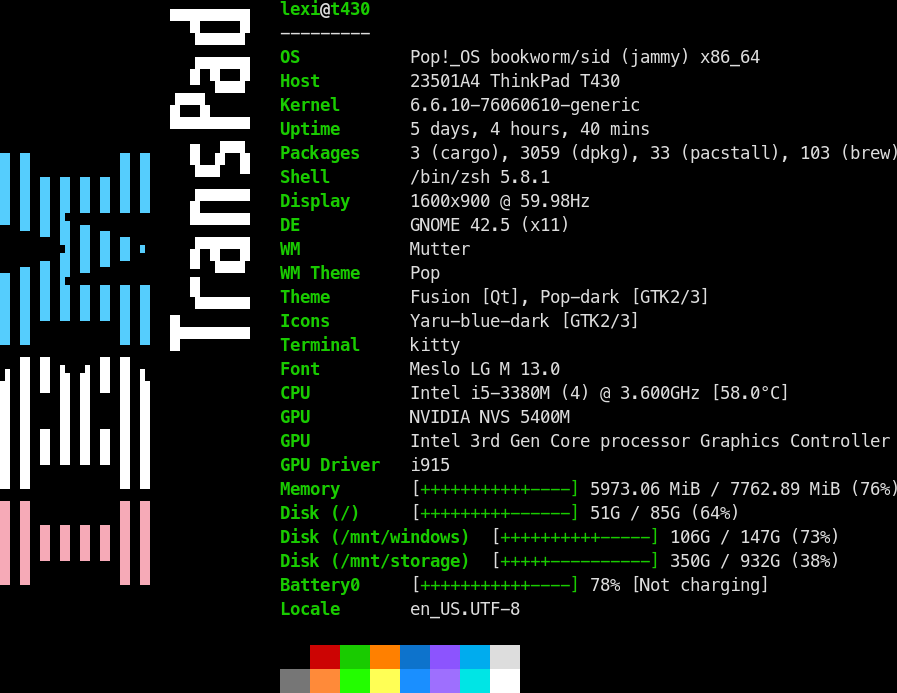 TransPad
IBM
lexi@t430
---------
OS Pop!_OS bookworm/sid (jammy) x86_64
Host 23501A4 ThinkPad T430
Kernel 6.6.10-76060610-generic
Uptime 5 days, 4 hours, 40 mins
Packages 3 (cargo), 3059 (dpkg), 33 (pacstall), 103 (brew)
Shell /bin/zsh 5.8.1
Display 1600x900 @ 59.98Hz
DE GNOME 42.5 (x11)
WM Mutter
WM Theme Pop
Theme Fusion [Qt], Pop-dark [GTK2/3]
Icons Yaru-blue-dark [GTK2/3]
Terminal kitty
Font Meslo LG M 13.0
CPU Intel i5-3380M (4) @ 3.600GHz [58.0°C]
GPU NVIDIA NVS 5400M
GPU Intel 3rd Gen Core processor Graphics Controller
GPU Driver i915
Memory [+++++++++++----] 5973.06 MiB / 7762.89 MiB (76%)
Disk (/) [+++++++++------] 51G / 85G (64%)
Disk (/mnt/windows) [++++++++++-----] 106G / 147G (73%)
Disk (/mnt/storage) [+++++----------] 350G / 932G (38%)
Battery0 [+++++++++++----] 78% [Not charging]
Locale en_US.UTF-8